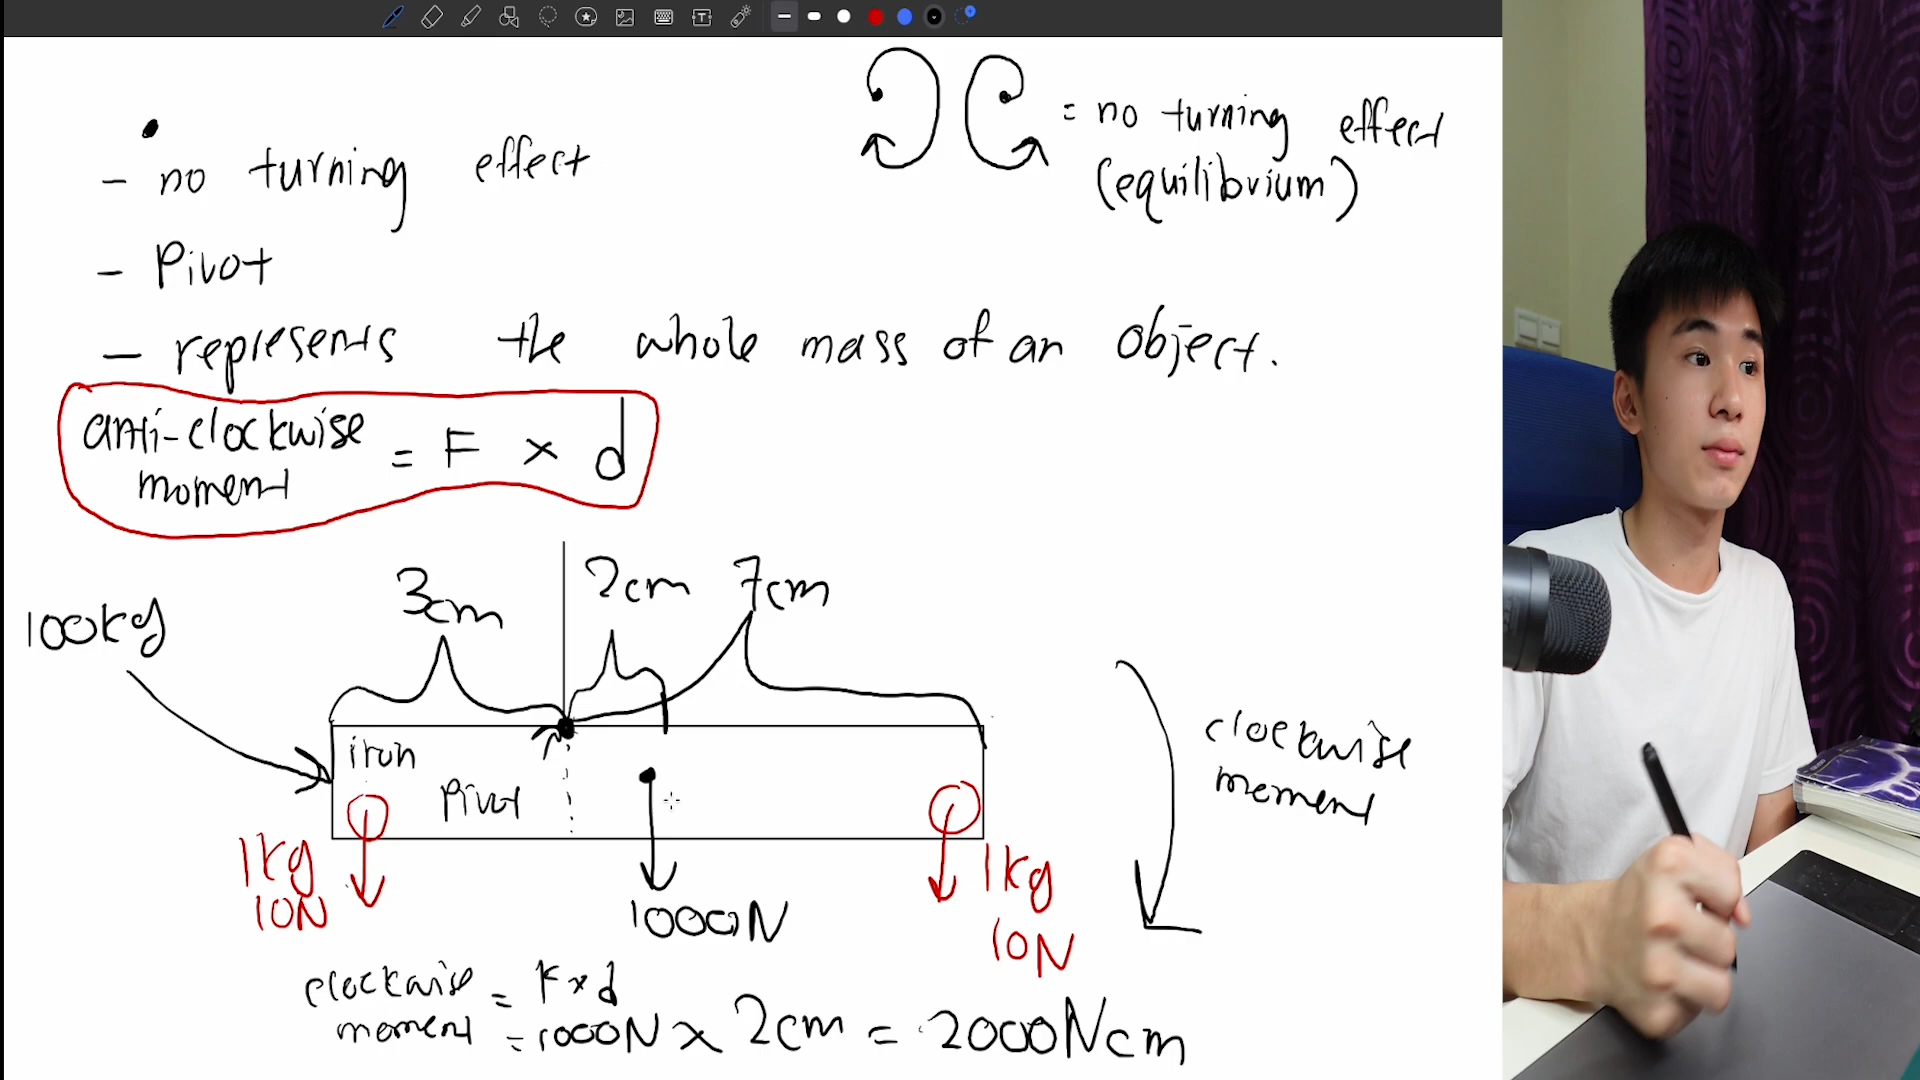 = no turning effect
(equilibrium)
- no turning effect
- Pivot
- represents the whole mass of an object.
anti-clockwise
moment = F × d
3cm 2cm 7cm
100kg
iron
Pivot
clockwise
moment
1kg
10N
1000N
1kg
10N
clockwise
moment = F × d
= 1000N × 2cm = 2000Ncm